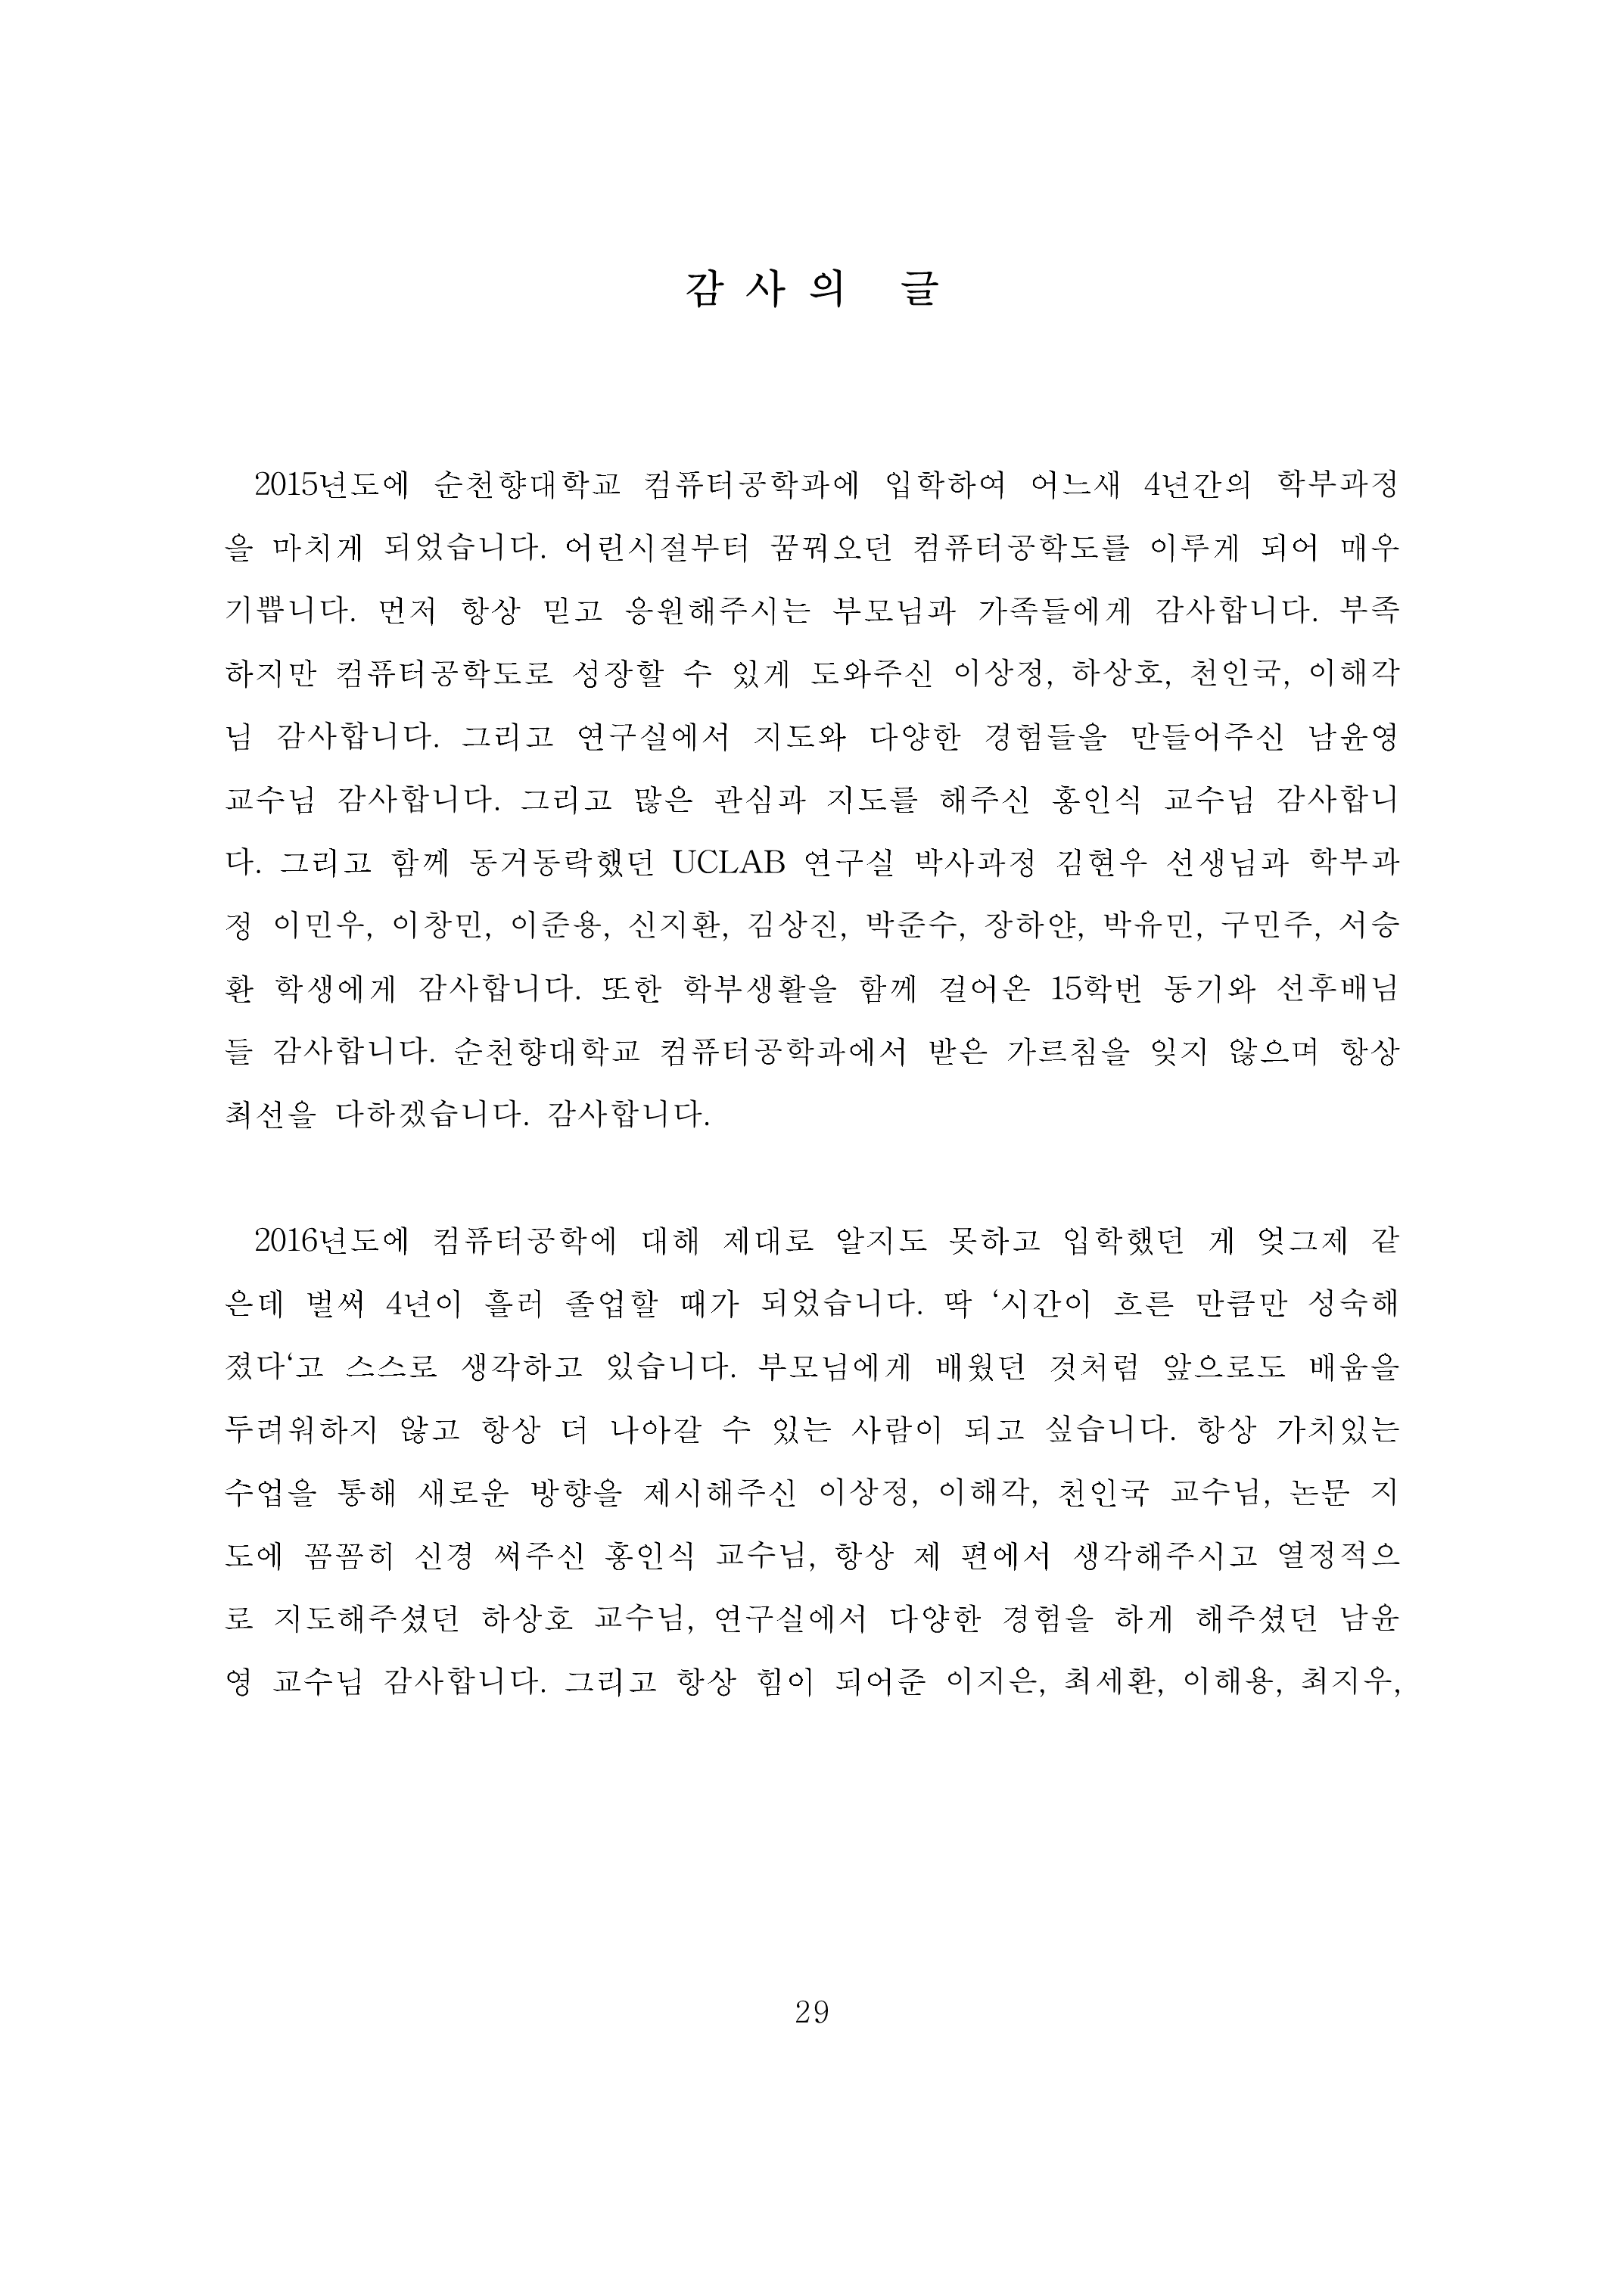 감사의 글
2015년도에 순천향대학교 컴퓨터공학과에 입학하여 어느새 4년간의 학부과정
을 마치게 되었습니다. 어린시절부터 꿈꿔오던 컴퓨터공학도를 이루게 되어 매우
기쁩니다. 먼저 항상 믿고 응원해주시는 부모님과 가족들에게 감사합니다. 부족
하지만 컴퓨터공학도로 성장할 수 있게 도와주신 이상정, 하상호, 천인국, 이해각
님 감사합니다. 그리고 연구실에서 지도와 다양한 경험들을 만들어주신 남윤영
교수님 감사합니다. 그리고 많은 관심과 지도를 해주신 홍인식 교수님 감사합니
다. 그리고 함께 동거동락했던 UCLAB 연구실 박사과정 김현우 선생님과 학부과
정 이민우, 이창민, 이준용, 신지환, 김상진, 박준수, 장하얀, 박유민, 구민주, 서승
환 학생에게 감사합니다. 또한 학부생활을 함께 걸어온 15학번 동기와 선후배님
들 감사합니다. 순천향대학교 컴퓨터공학과에서 받은 가르침을 잊지 않으며 항상
최선을 다하겠습니다. 감사합니다.
2016년도에 컴퓨터공학에 대해 제대로 알지도 못하고 입학했던 게 엊그제 같
은데 벌써 4년이 흘러 졸업할 때가 되었습니다. 딱 ‘시간이 흐른 만큼만 성숙해
졌다‘고 스스로 생각하고 있습니다. 부모님에게 배웠던 것처럼 앞으로도 배움을
두려워하지 않고 항상 더 나아갈 수 있는 사람이 되고 싶습니다. 항상 가치있는
수업을 통해 새로운 방향을 제시해주신 이상정, 이해각, 천인국 교수님, 논문 지
도에 꼼꼼히 신경 써주신 홍인식 교수님, 항상 제 편에서 생각해주시고 열정적으
로 지도해주셨던 하상호 교수님, 연구실에서 다양한 경험을 하게 해주셨던 남윤
영 교수님 감사합니다. 그리고 항상 힘이 되어준 이지은, 최세환, 이해용, 최지우,
29